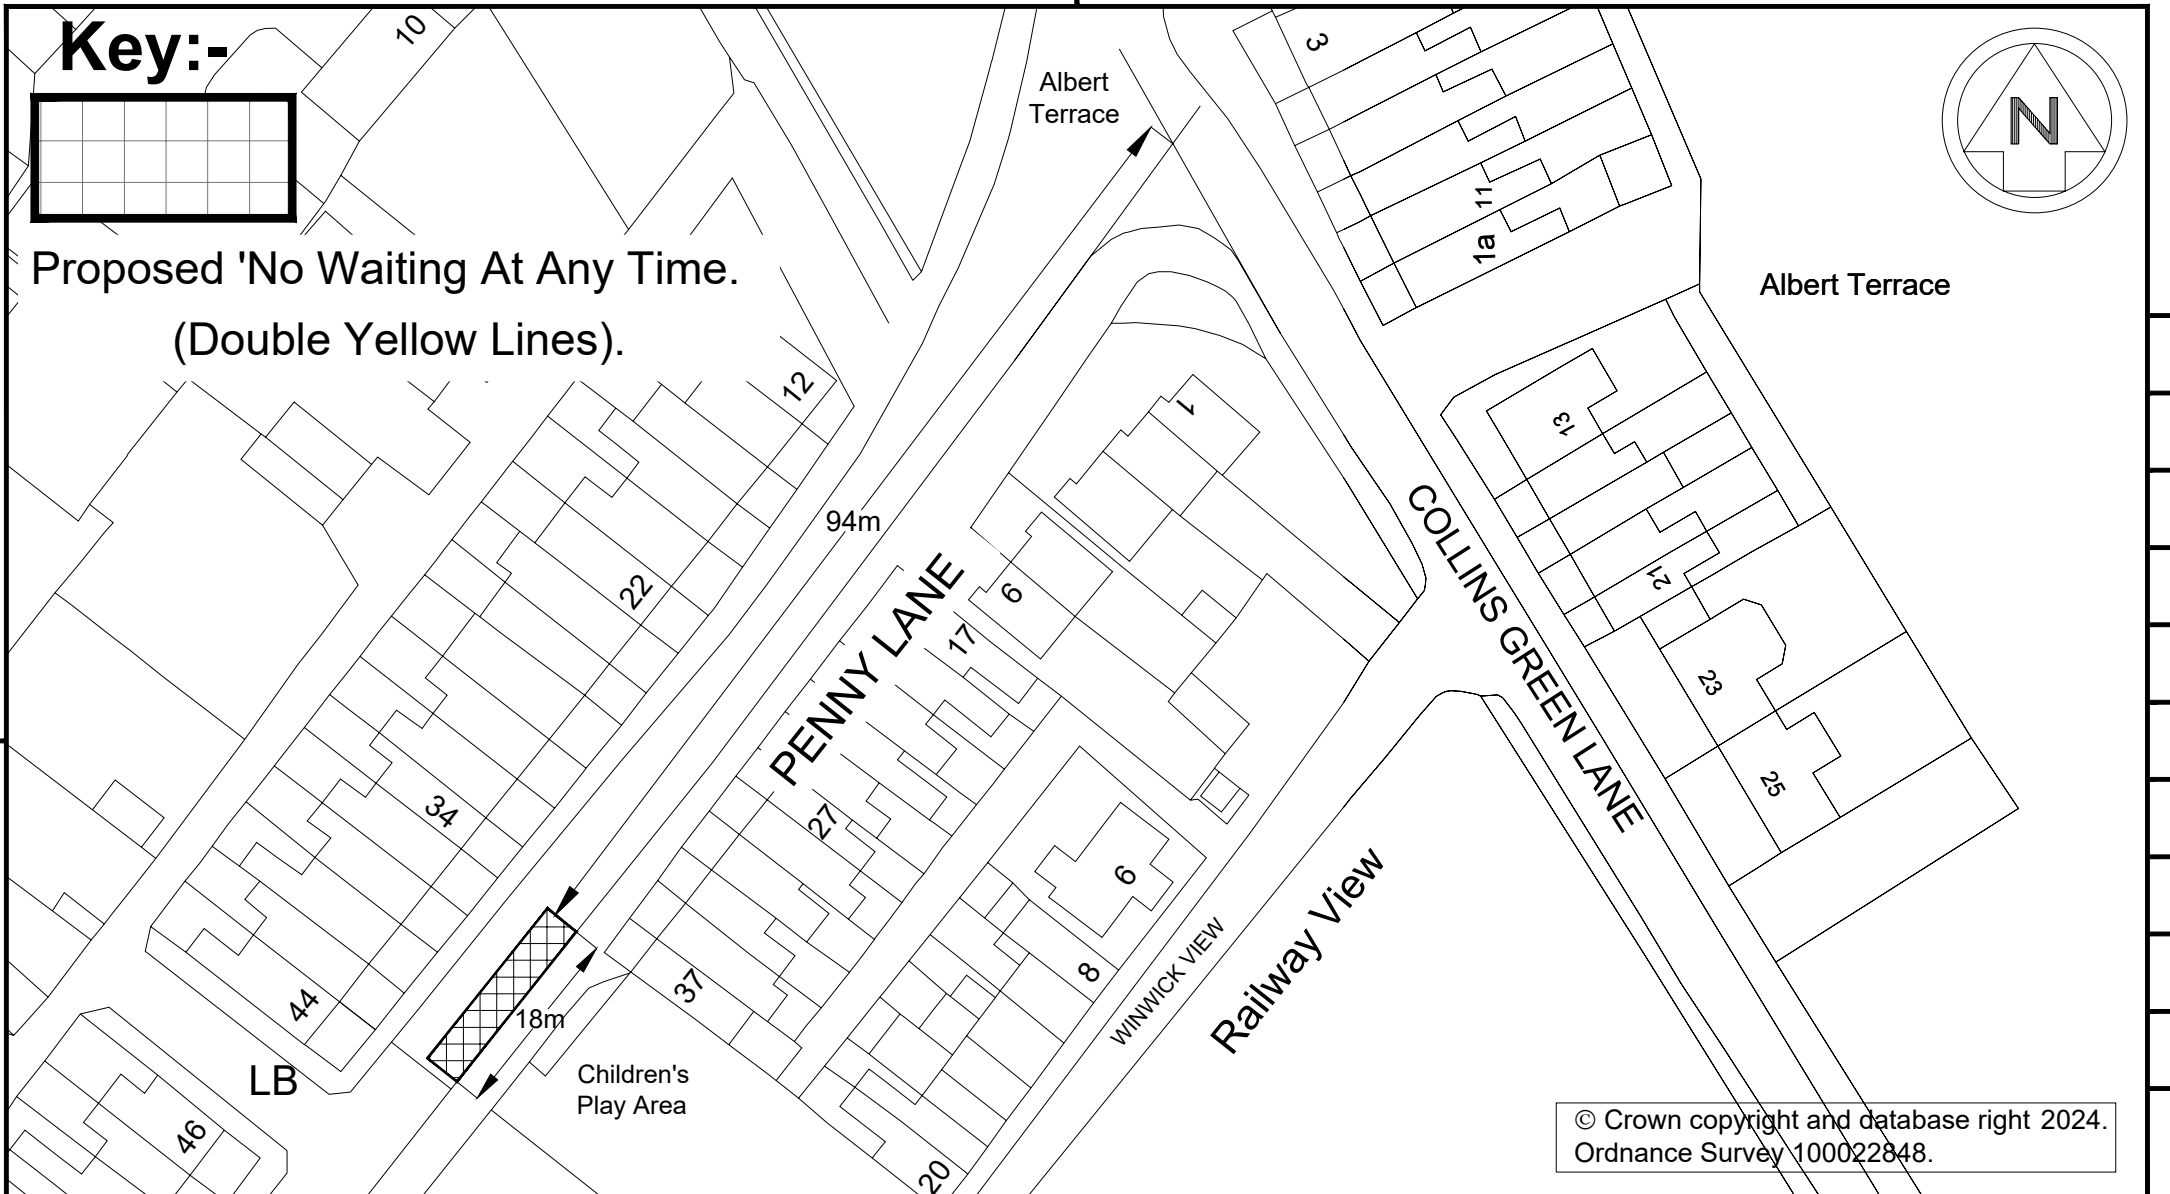 Key:-
Proposed 'No Waiting At Any Time.
(Double Yellow Lines).
10
Albert
Terrace
3
11
1a
N
Albert Terrace
12
1
13
94m
COLLINS GREEN LANE
22
PENNY LANE
6
17
21
23
25
34
27
6
8
WINWICK VIEW
Railway View
37
44
18m
LB
Children's
Play Area
46
20
© Crown copyright and database right 2024.
Ordnance Survey 100022848.